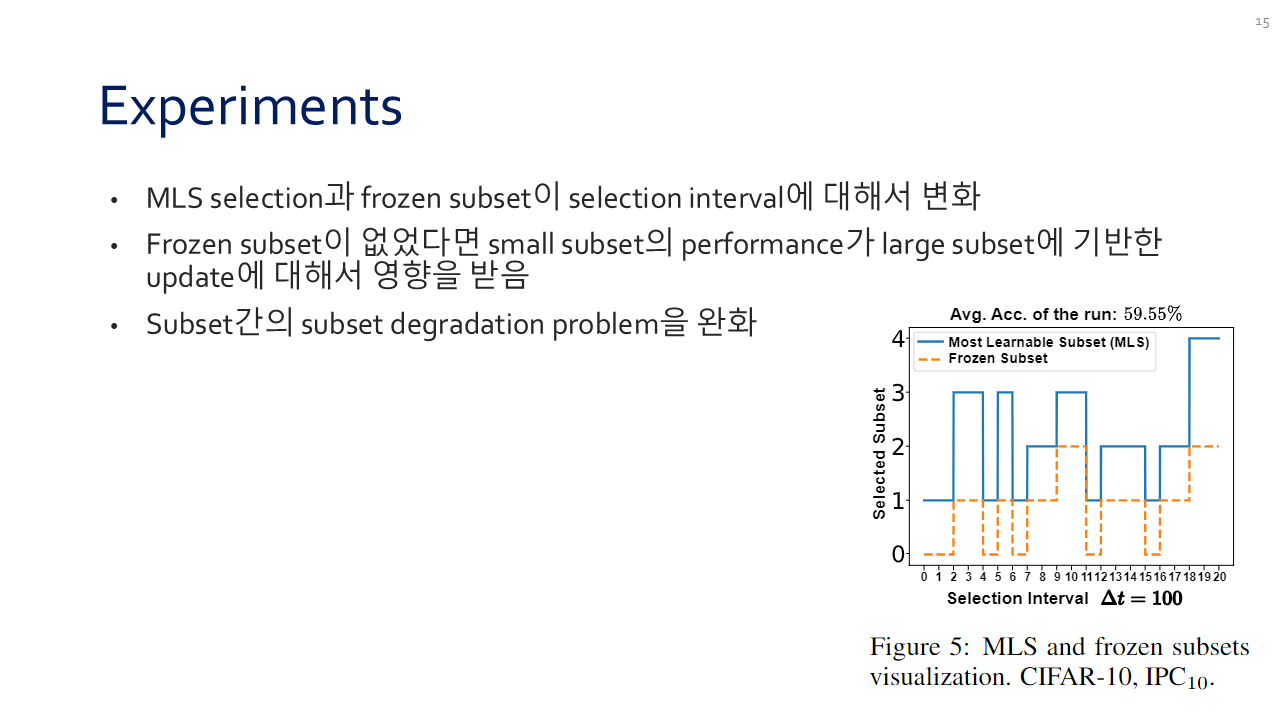 15
Experiments
• MLS selection과 frozen subset이 selection interval에 대해서 변화
• Frozen subset이 없었다면 small subset의 performance가 large subset에 기반한
update에 대해서 영향을 받음
• Subset간의 subset degradation problem을 완화
Avg. Acc. of the run: 59.55%
Most Learnable Subset (MLS)
Frozen Subset
Selected Subset
4
3
2
1
0
0 1 2 3 4 5 6 7 8 9 10 11 12 13 14 15 16 17 18 19 20
Selection Interval Δt = 100
Figure 5: MLS and frozen subsets
visualization. CIFAR-10, IPC₁₀.